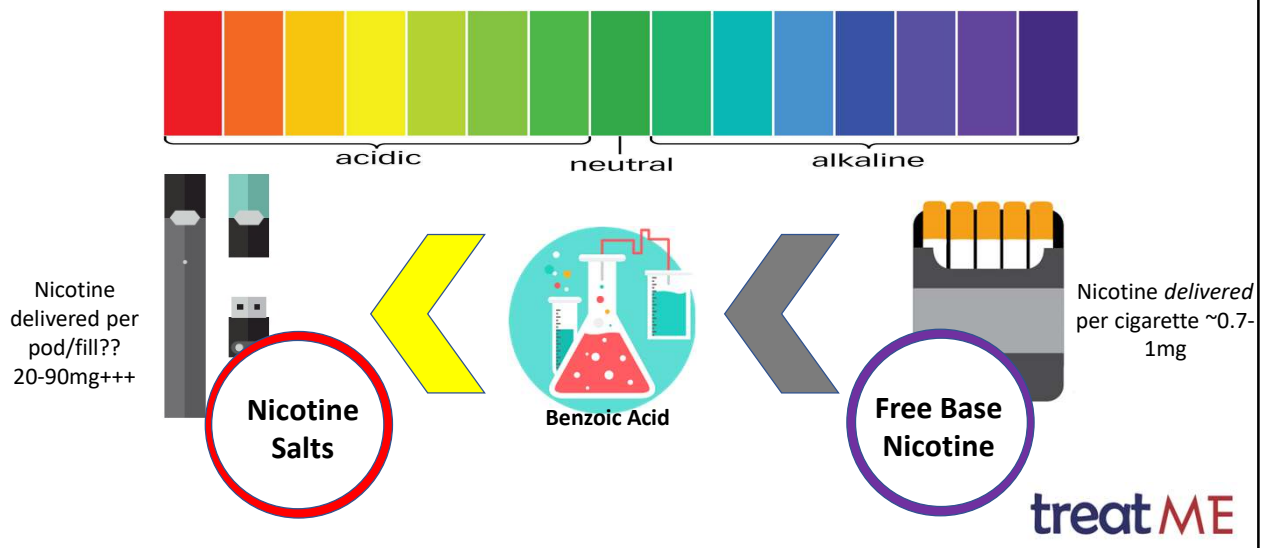 acidic
neutral
alkaline
Nicotine
delivered per
pod/fill??
20-90mg+++
Nicotine
Salts
Benzoic Acid
Free Base
Nicotine
Nicotine delivered
per cigarette ~0.7-
1mg
treatME